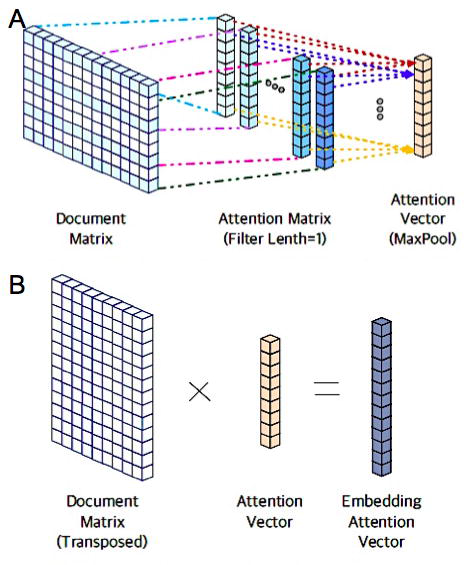 A
Document
Matrix
Attention Matrix
(Filter Lenth=1)
Attention
Vector
(MaxPool)
B
×
=
Document
Matrix
(Transposed)
Attention
Vector
Embedding
Attention
Vector